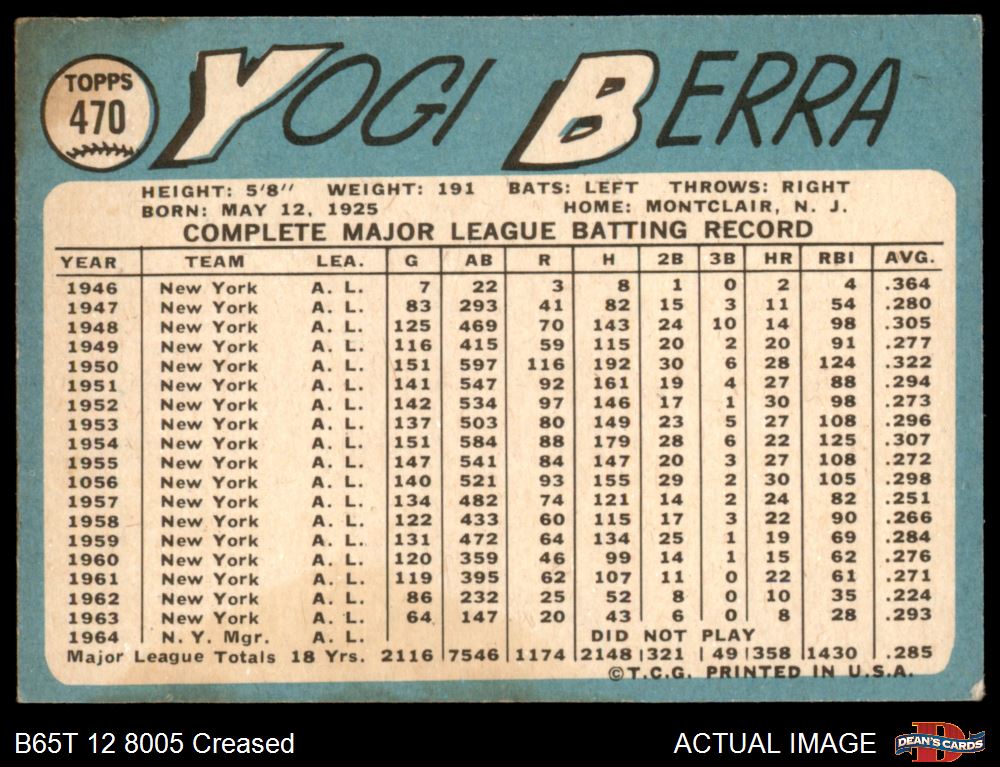 TOPPS
470
YOGI BERRA
HEIGHT: 5'8" WEIGHT: 191 BATS: LEFT THROWS: RIGHT
BORN: MAY 12, 1925 HOME: MONTCLAIR, N. J.
COMPLETE MAJOR LEAGUE BATTING RECORD
YEAR TEAM LEA. G AB R H 2B 3B HR RBI AVG.
1946 New York A. L. 7 22 3 8 1 0 2 4 .364
1947 New York A. L. 83 293 41 82 15 3 11 54 .280
1948 New York A. L. 125 469 70 143 24 10 14 98 .305
1949 New York A. L. 116 415 59 115 20 2 20 91 .277
1950 New York A. L. 151 597 116 192 30 6 28 124 .322
1951 New York A. L. 141 547 92 161 19 4 27 88 .294
1952 New York A. L. 142 534 97 146 17 1 30 98 .273
1953 New York A. L. 137 503 80 149 23 5 27 108 .296
1954 New York A. L. 151 584 88 179 28 6 22 125 .307
1955 New York A. L. 147 541 84 147 20 3 27 108 .272
1056 New York A. L. 140 521 93 155 29 2 30 105 .298
1957 New York A. L. 134 482 74 121 14 2 24 82 .251
1958 New York A. L. 122 433 60 115 17 3 22 90 .266
1959 New York A. L. 131 472 64 134 25 1 19 69 .284
1960 New York A. L. 120 359 46 99 14 1 15 62 .276
1961 New York A. L. 119 395 62 107 11 0 22 61 .271
1962 New York A. L. 86 232 25 52 8 0 10 35 .224
1963 New York A. L. 64 147 20 43 6 0 8 28 .293
1964 N. Y. Mgr. A. L. DID NOT PLAY
Major League Totals 18 Yrs. 2116 7546 1174 2148 321 49 358 1430 .285
©T.C.G. PRINTED IN U.S.A.
B65T 12 8005 Creased
ACTUAL IMAGE
D
DEAN'S CARDS